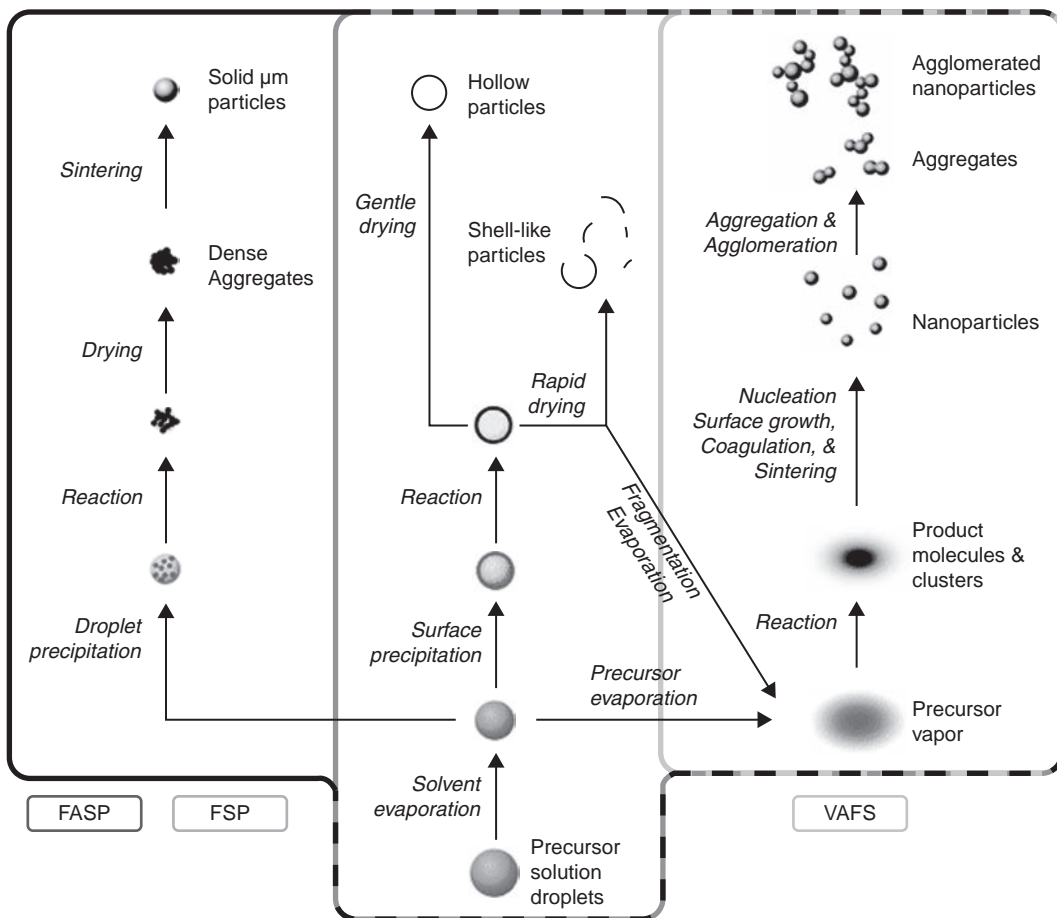 Solid µm
particles
Sintering
Dense
Aggregates
Drying
Reaction
Droplet
precipitation
Hollow
particles
Gentle
drying
Shell-like
particles
Rapid
drying
Reaction
Fragmentation
Evaporation
Surface
precipitation
Precursor
evaporation
Solvent
evaporation
Precursor
solution
droplets
Agglomerated
nanoparticles
Aggregates
Aggregation &
Agglomeration
Nanoparticles
Nucleation
Surface growth,
Coagulation, &
Sintering
Product
molecules &
clusters
Reaction
Precursor
vapor
FASP
FSP
VAFS